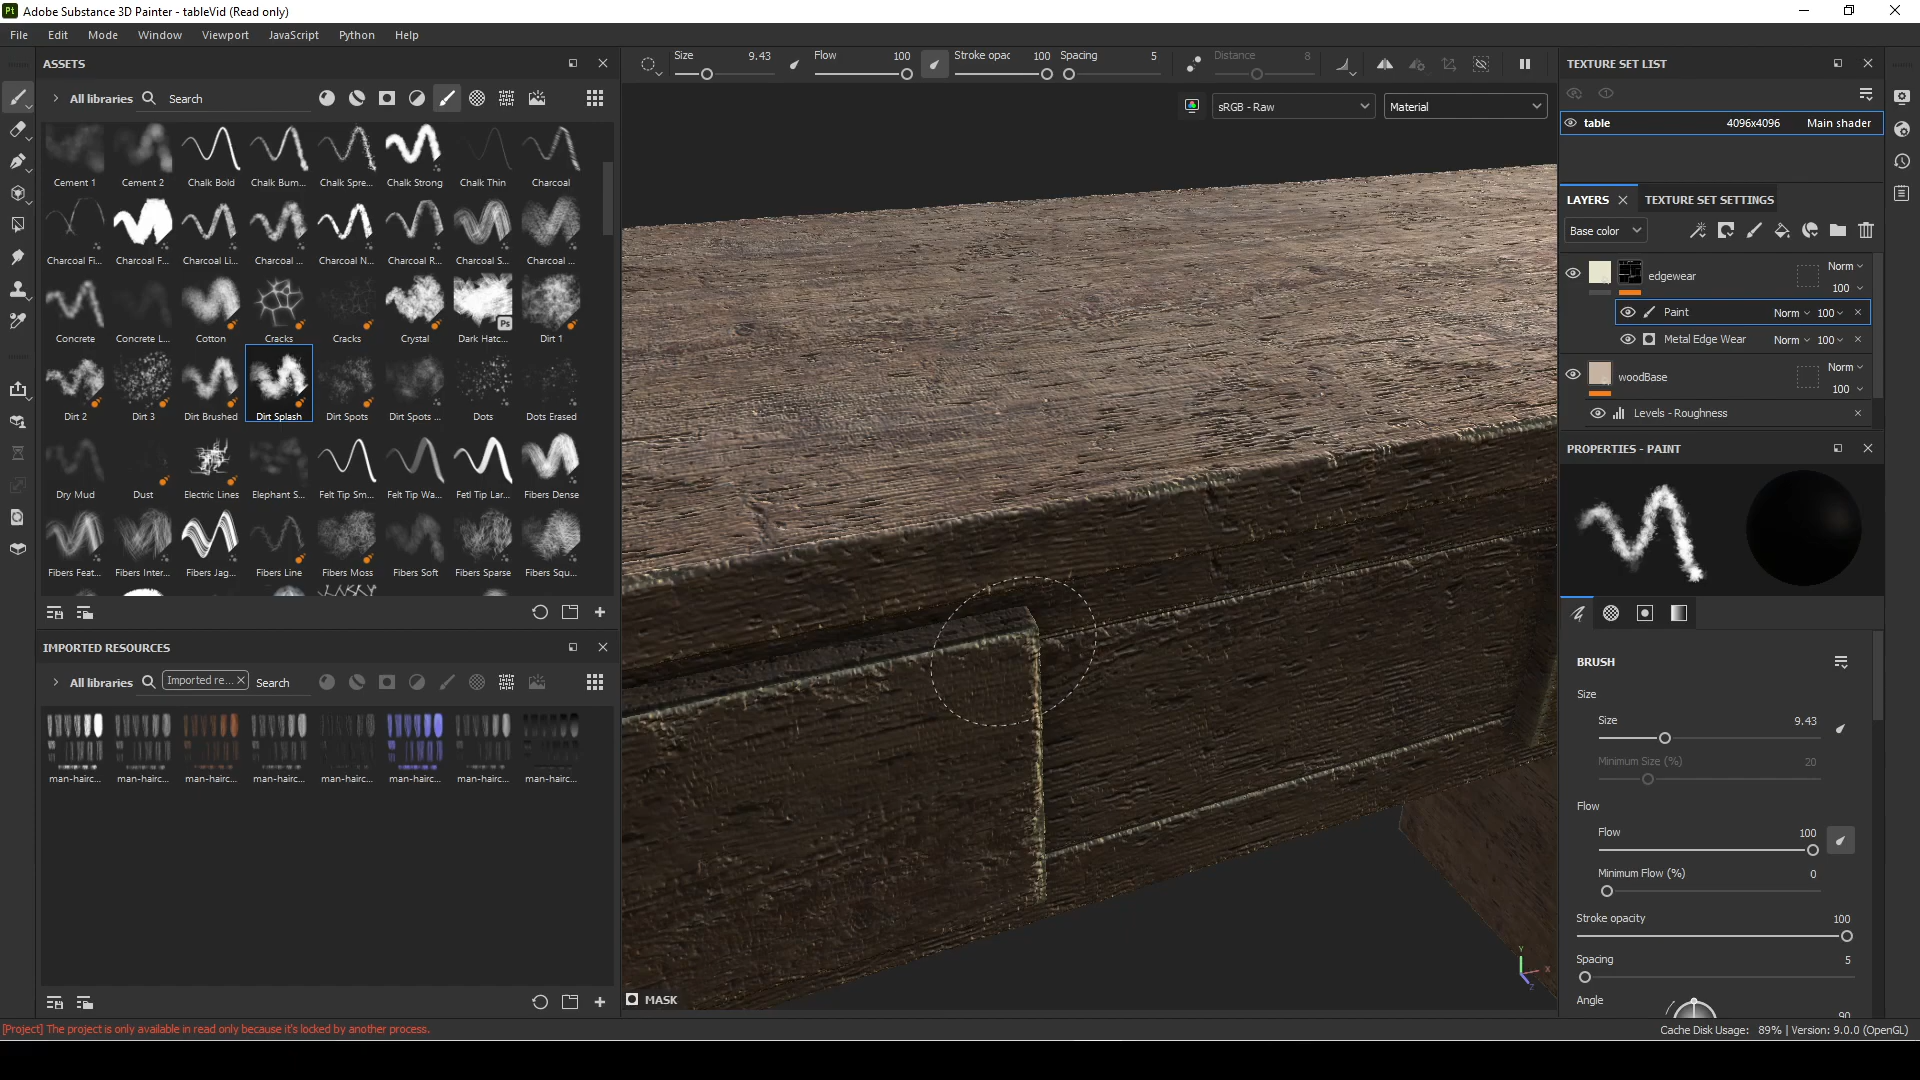 Pt Adobe Substance 3D Painter - tableVid (Read only)
File Edit Mode Window Viewport JavaScript Python Help
ASSETS
All libraries Search
Cement 1 Cement 2 Chalk Bold Chalk Bum... Chalk Spre... Chalk Strong Chalk Thin Charcoal
Charcoal Fi... Charcoal F... Charcoal Li... Charcoal ... Charcoal N... Charcoal R... Charcoal S... Charcoal ...
Concrete Concrete L... Cotton Cracks Cracks Crystal Dark Hatc... Dirt 1
Ps
Dirt 2 Dirt 3 Dirt Brushed Dirt Splash Dirt Spots Dirt Spots ... Dots Dots Erased
Dry Mud Dust Electric Lines Elephant S... Felt Tip Sm... Felt Tip Wa... Fetl Tip Lar... Fibers Dense
Fibers Feat... Fibers Inter... Fibers Jag... Fibers Line Fibers Moss Fibers Soft Fibers Sparse Fibers Squ...
IMPORTED RESOURCES
All libraries Imported re... Search
man-hairc... man-hairc... man-hairc... man-hairc... man-hairc... man-hairc... man-hairc... man-hairc...
Size 9.43 Flow 100 Stroke opac 100 Spacing 5 Distance 8
sRGB - Raw Material
MASK
Y
X
Z
TEXTURE SET LIST
table 4096x4096 Main shader
LAYERS TEXTURE SET SETTINGS
Base color
edgewear Norm
100
Paint Norm 100
Metal Edge Wear Norm 100
woodBase Norm
100
Levels - Roughness
PROPERTIES - PAINT
BRUSH
Size
Size 9.43
Minimum Size (%) 20
Flow
Flow 100
Minimum Flow (%) 0
Stroke opacity 100
Spacing 5
Angle 90
[Project] The project is only available in read only because it's locked by another process.
Cache Disk Usage: 89% | Version: 9.0.0 (OpenGL)